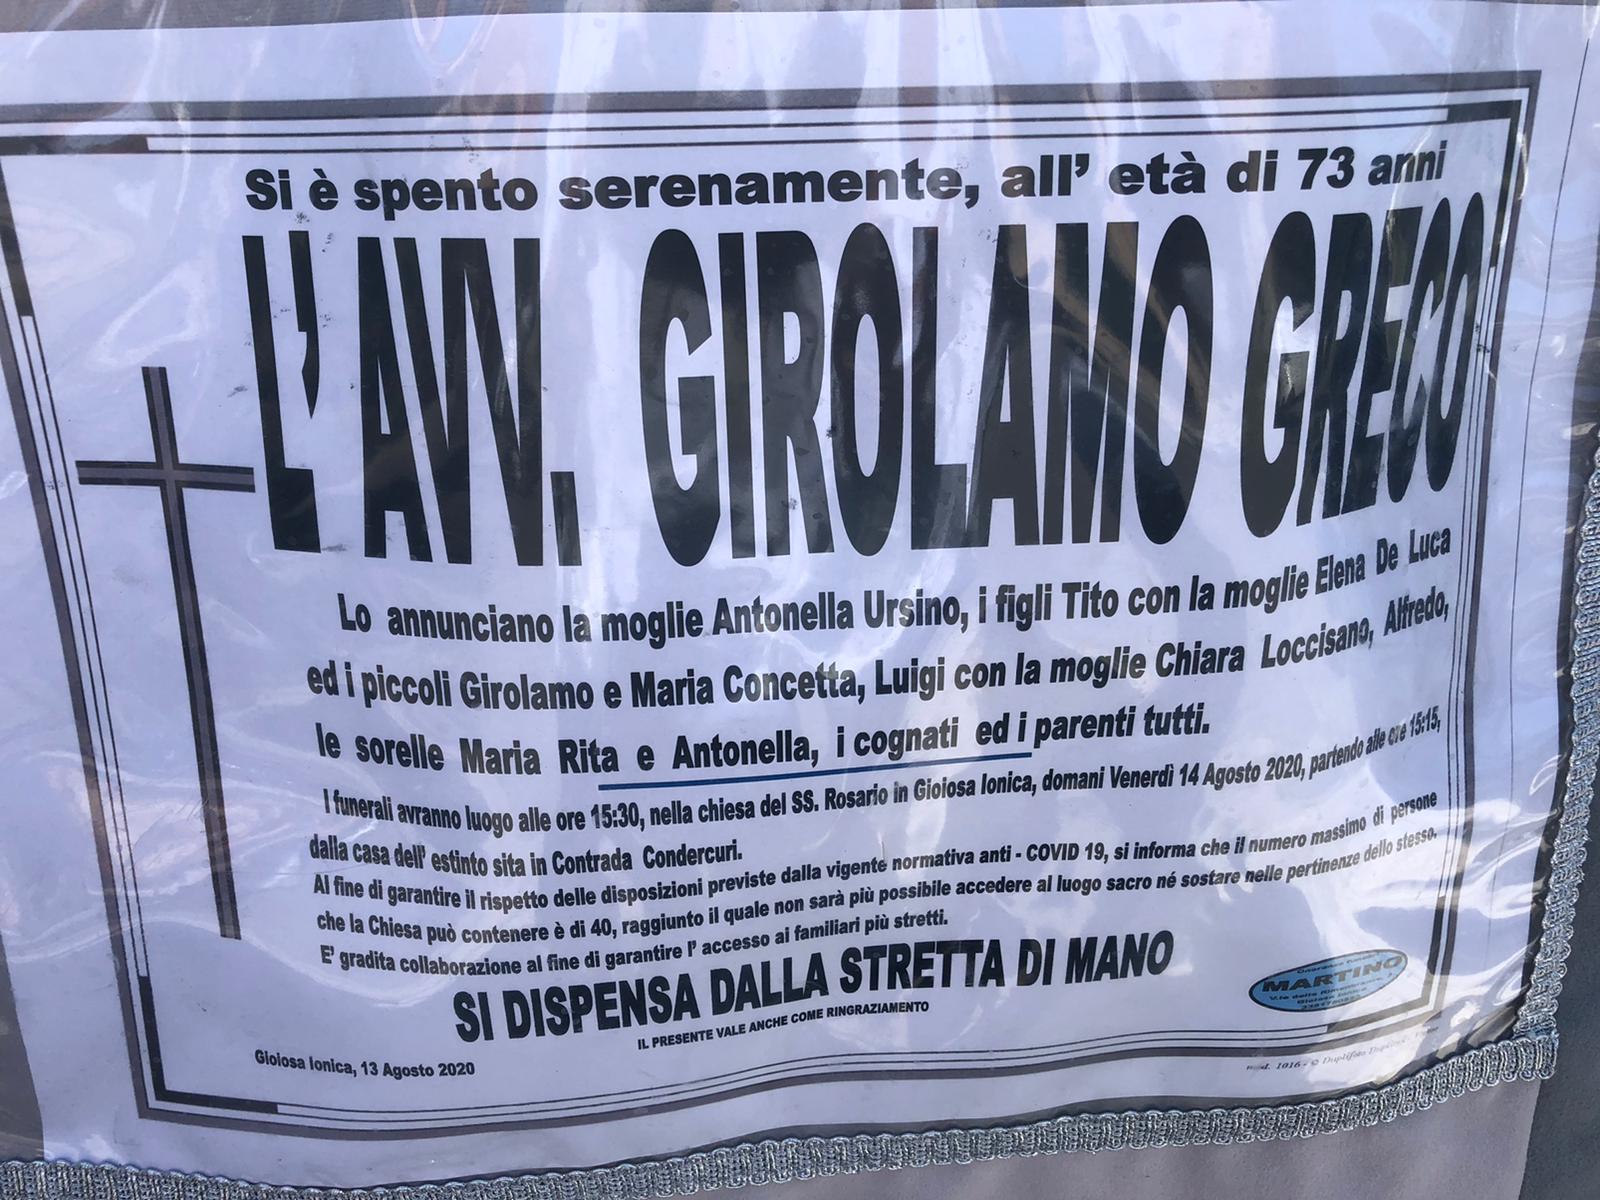 Si è spento serenamente, all' età di 73 anni
L' AVV. GIROLAMO GRECO
Lo annunciano la moglie Antonella Ursino, i figli Tito con la moglie Elena De Luca
ed i piccoli Girolamo e Maria Concetta, Luigi con la moglie Chiara Loccisano, Alfredo,
le sorelle Maria Rita e Antonella, i cognati ed i parenti tutti.
I funerali avranno luogo alle ore 15:30, nella chiesa del SS. Rosario in Gioiosa Ionica, domani Venerdì 14 Agosto 2020, partendo alle ore 15:15,
dalla casa dell' estinto sita in Contrada Condercuri.
Al fine di garantire il rispetto delle disposizioni previste dalla vigente normativa anti - COVID 19, si informa che il numero massimo di persone
che la Chiesa può contenere è di 40, raggiunto il quale non sarà più possibile accedere al luogo sacro né sostare nelle pertinenze dello stesso.
E' gradita collaborazione al fine di garantire l' accesso ai familiari più stretti.
SI DISPENSA DALLA STRETTA DI MANO
IL PRESENTE VALE ANCHE COME RINGRAZIAMENTO
MARTINO
Gioiosa Ionica
Gioiosa Ionica, 13 Agosto 2020
mod. 1016 - © Duplifoto